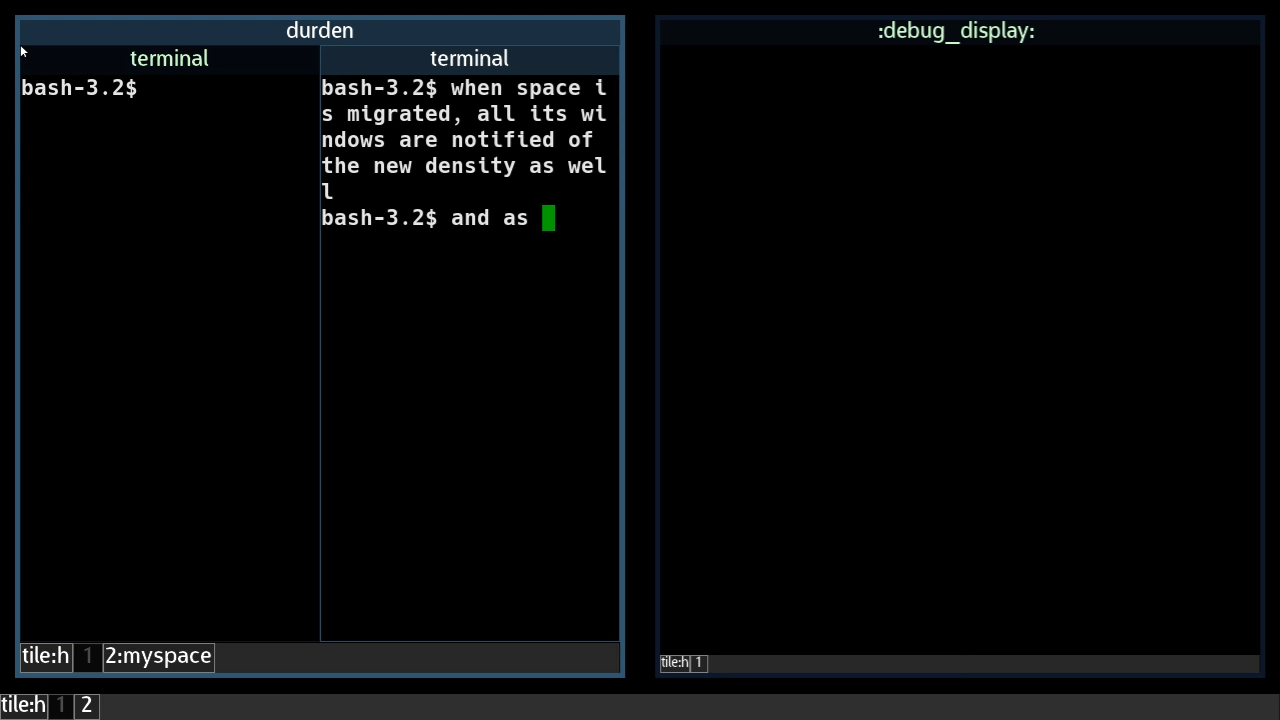 durden
terminal
terminal
bash-3.2$
bash-3.2$ when space i
s migrated, all its wi
ndows are notified of
the new density as wel
l
bash-3.2$ and as
tile:h 1 2:myspace
:debug_display:
tile:h 1
tile:h 1 2